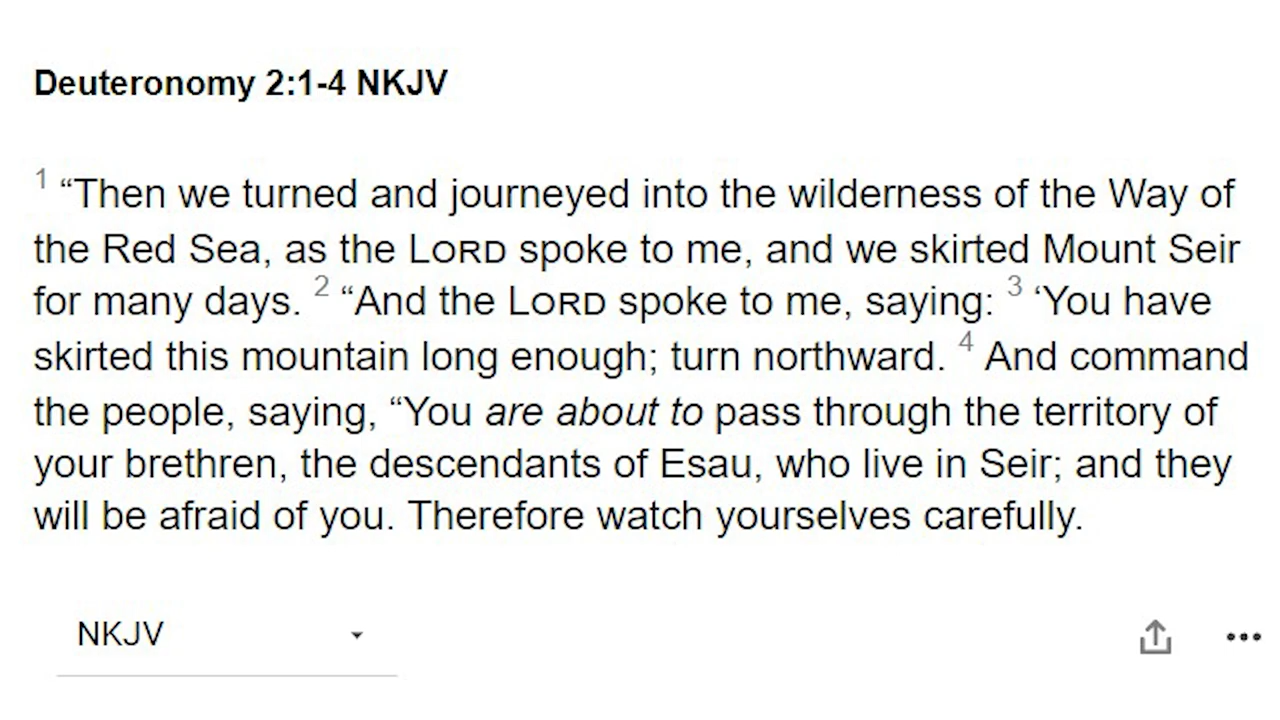 Deuteronomy 2:1-4 NKJV
1 “Then we turned and journeyed into the wilderness of the Way of
the Red Sea, as the LORD spoke to me, and we skirted Mount Seir
for many days. 2 “And the LORD spoke to me, saying: 3 ‘You have
skirted this mountain long enough; turn northward. 4 And command
the people, saying, “You are about to pass through the territory of
your brethren, the descendants of Esau, who live in Seir; and they
will be afraid of you. Therefore watch yourselves carefully.
NKJV